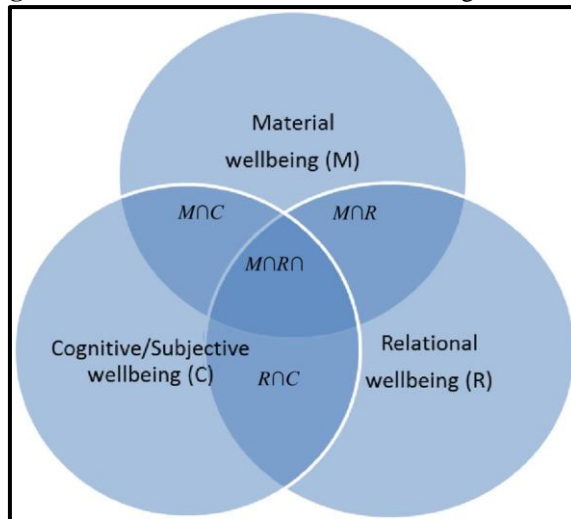 Material
wellbeing (M)
M∩C
M∩R
M∩R∩
Cognitive/Subjective
wellbeing (C)
Relational
wellbeing (R)
R∩C